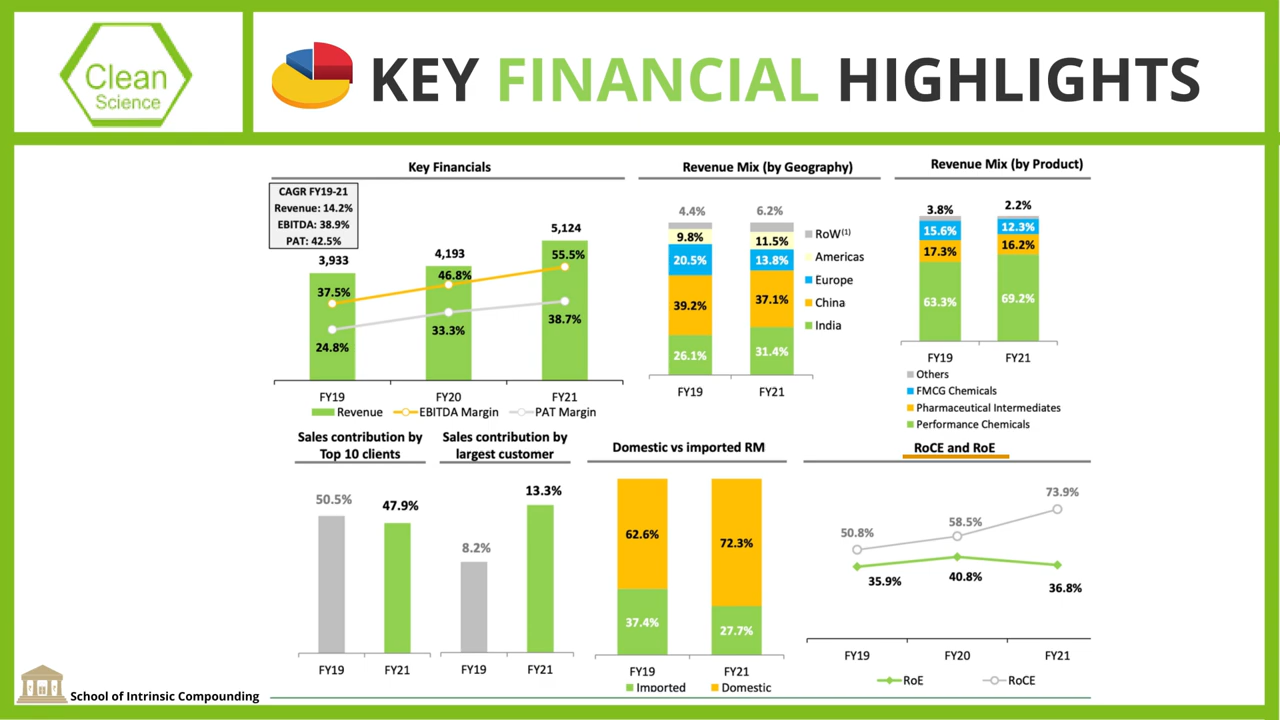 Clean
Science
KEY FINANCIAL HIGHLIGHTS
Key Financials
CAGR FY19-21
Revenue: 14.2%
EBITDA: 38.9%
PAT: 42.5%
3,933
4,193
5,124
37.5%
46.8%
55.5%
24.8%
33.3%
38.7%
FY19 FY20 FY21
Revenue EBITDA Margin PAT Margin
Revenue Mix (by Geography)
4.4% 6.2%
9.8% 11.5%
20.5% 13.8%
39.2% 37.1%
26.1% 31.4%
FY19 FY21
RoW(1)
Americas
Europe
China
India
Revenue Mix (by Product)
3.8% 2.2%
15.6% 12.3%
17.3% 16.2%
63.3% 69.2%
FY19 FY21
Others
FMCG Chemicals
Pharmaceutical Intermediates
Performance Chemicals
Sales contribution by
Top 10 clients
50.5% 47.9%
FY19 FY21
Sales contribution by
largest customer
8.2% 13.3%
FY19 FY21
Domestic vs imported RM
62.6% 72.3%
37.4% 27.7%
FY19 FY21
Imported Domestic
RoCE and RoE
50.8% 58.5% 73.9%
35.9% 40.8% 36.8%
FY19 FY20 FY21
RoE RoCE
School of Intrinsic Compounding